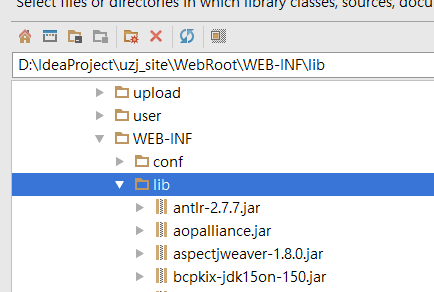 Select files or directories in which library classes, sources, docu
D:\IdeaProject\uzj_site\WebRoot\WEB-INF\lib
upload
user
WEB-INF
conf
lib
antlr-2.7.7.jar
aopalliance.jar
aspectjweaver-1.8.0.jar
bcpkix-jdk15on-150.jar